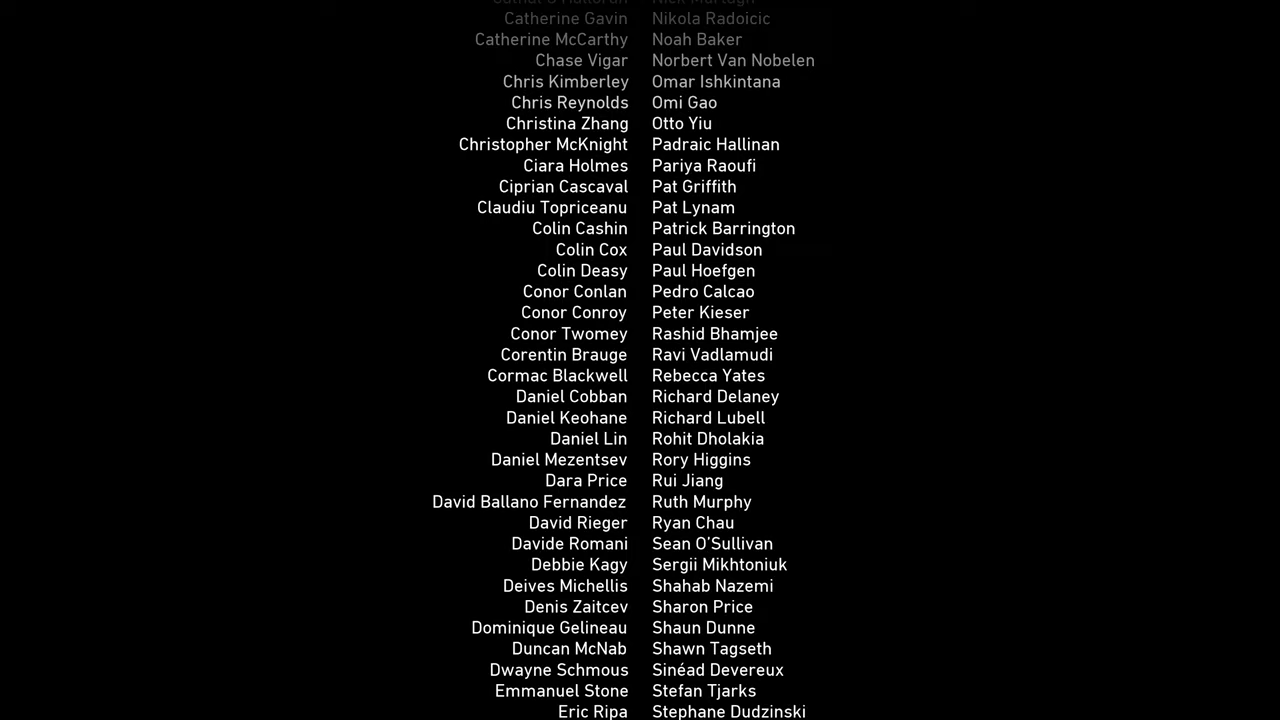 Catherine Gavin Nikola Radoicic
Catherine McCarthy Noah Baker
Chase Vigar Norbert Van Nobelen
Chris Kimberley Omar Ishkintana
Chris Reynolds Omi Gao
Christina Zhang Otto Yiu
Christopher McKnight Padraic Hallinan
Ciara Holmes Pariya Raoufi
Ciprian Cascaval Pat Griffith
Claudiu Topriceanu Pat Lynam
Colin Cashin Patrick Barrington
Colin Cox Paul Davidson
Colin Deasy Paul Hoefgen
Conor Conlan Pedro Calcao
Conor Conroy Peter Kieser
Conor Twomey Rashid Bhamjee
Corentin Brauge Ravi Vadlamudi
Cormac Blackwell Rebecca Yates
Daniel Cobban Richard Delaney
Daniel Keohane Richard Lubell
Daniel Lin Rohit Dholakia
Daniel Mezentsev Rory Higgins
Dara Price Rui Jiang
David Ballano Fernandez Ruth Murphy
David Rieger Ryan Chau
Davide Romani Sean O’Sullivan
Debbie Kagy Sergii Mikhtoniuk
Deives Michellis Shahab Nazemi
Denis Zaitcev Sharon Price
Dominique Gelineau Shaun Dunne
Duncan McNab Shawn Tagseth
Dwayne Schmous Sinéad Devereux
Emmanuel Stone Stefan Tjarks
Eric Ripa Stephane Dudzinski